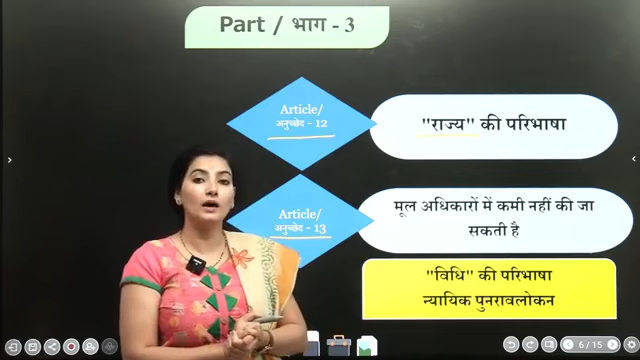 Part / भाग - 3
Article/
अनुच्छेद - 12
"राज्य" की परिभाषा
Article/
अनुच्छेद - 13
मूल अधिकारों में कमी नहीं की जा
सकती है
"विधि" की परिभाषा
न्यायिक पुनरावलोकन
6 / 15